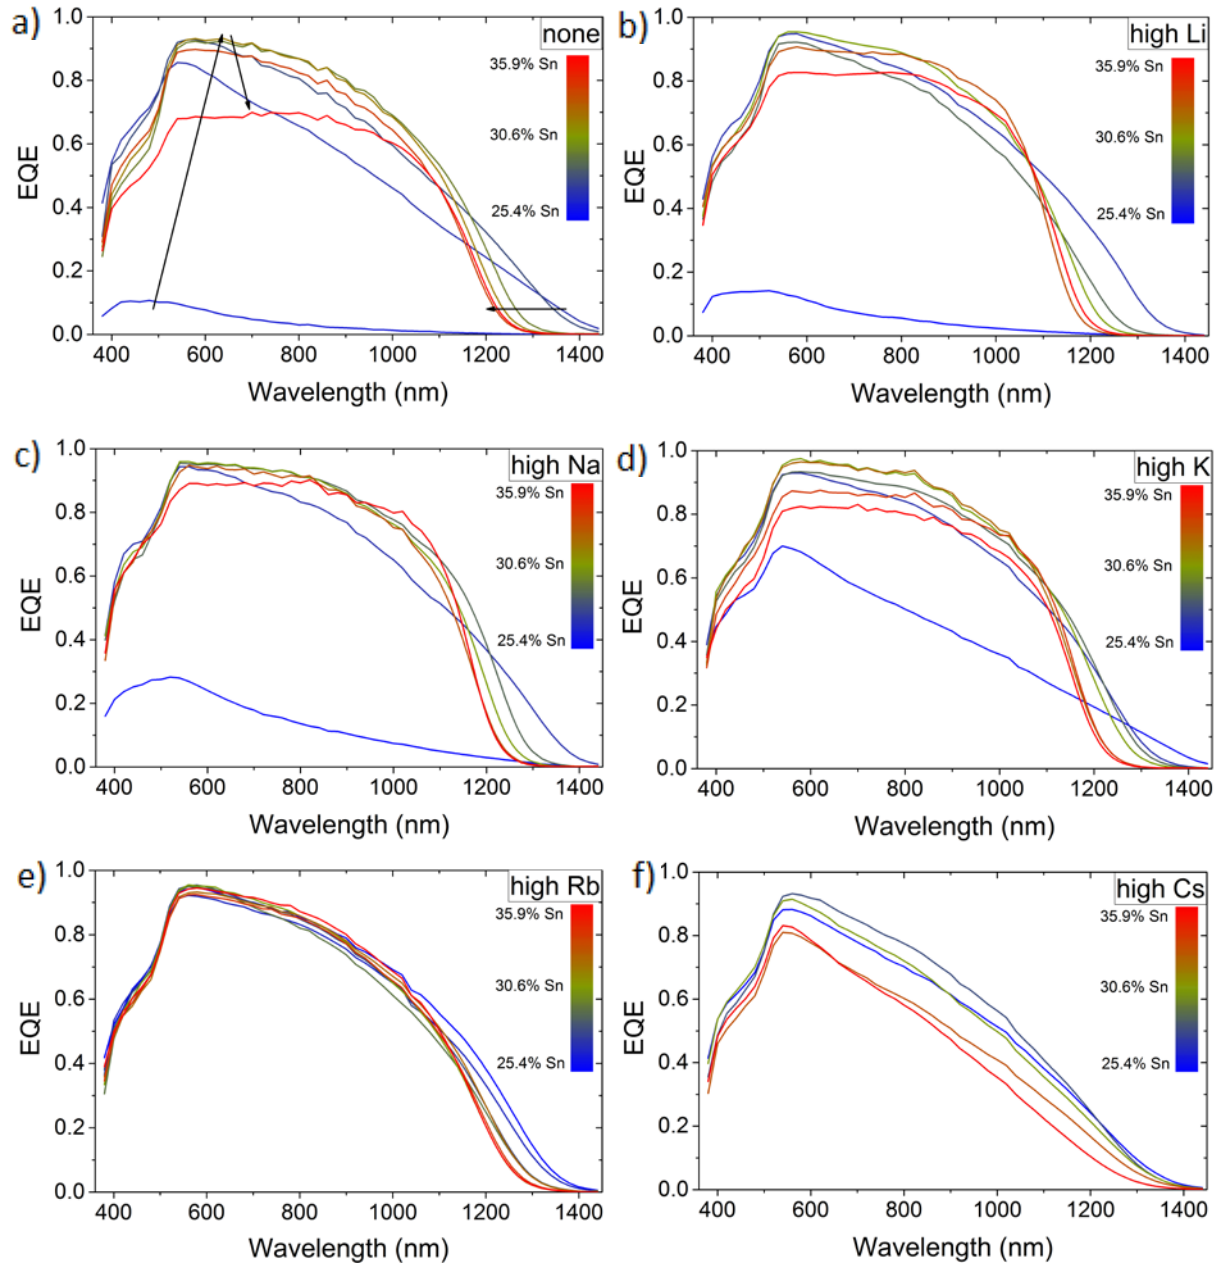 a)
none
35.9% Sn
30.6% Sn
25.4% Sn
EQE
1.0
0.8
0.6
0.4
0.2
0.0
400 600 800 1000 1200 1400
Wavelength (nm)
b)
high Li
35.9% Sn
30.6% Sn
25.4% Sn
EQE
1.0
0.8
0.6
0.4
0.2
0.0
400 600 800 1000 1200 1400
Wavelength (nm)
c)
high Na
35.9% Sn
30.6% Sn
25.4% Sn
EQE
1.0
0.8
0.6
0.4
0.2
0.0
400 600 800 1000 1200 1400
Wavelength (nm)
d)
high K
35.9% Sn
30.6% Sn
25.4% Sn
EQE
1.0
0.8
0.6
0.4
0.2
0.0
400 600 800 1000 1200 1400
Wavelength (nm)
e)
high Rb
35.9% Sn
30.6% Sn
25.4% Sn
EQE
1.0
0.8
0.6
0.4
0.2
0.0
400 600 800 1000 1200 1400
Wavelength (nm)
f)
high Cs
35.9% Sn
30.6% Sn
25.4% Sn
EQE
1.0
0.8
0.6
0.4
0.2
0.0
400 600 800 1000 1200 1400
Wavelength (nm)